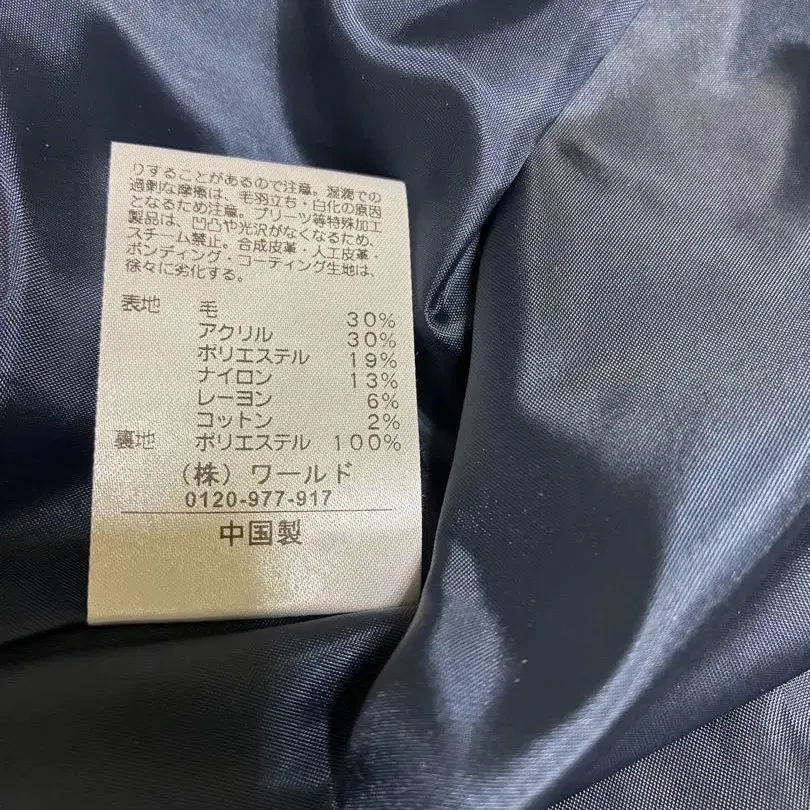 りすることがあるので注意。湿潤での
過剰な摩擦は、毛羽立ち・白化の原因
となるため注意。プリーツ等特殊加工
製品は、凹凸や光沢がなくなるため、
スチーム禁止。合成皮革・人工皮革・
ボンディング・コーティング生地は、
徐々に劣化する。
表地 毛 30%
アクリル 30%
ポリエステル 19%
ナイロン 13%
レーヨン 6%
コットン 2%
裏地 ポリエステル 100%
(株)ワールド
0120-977-917
中国製